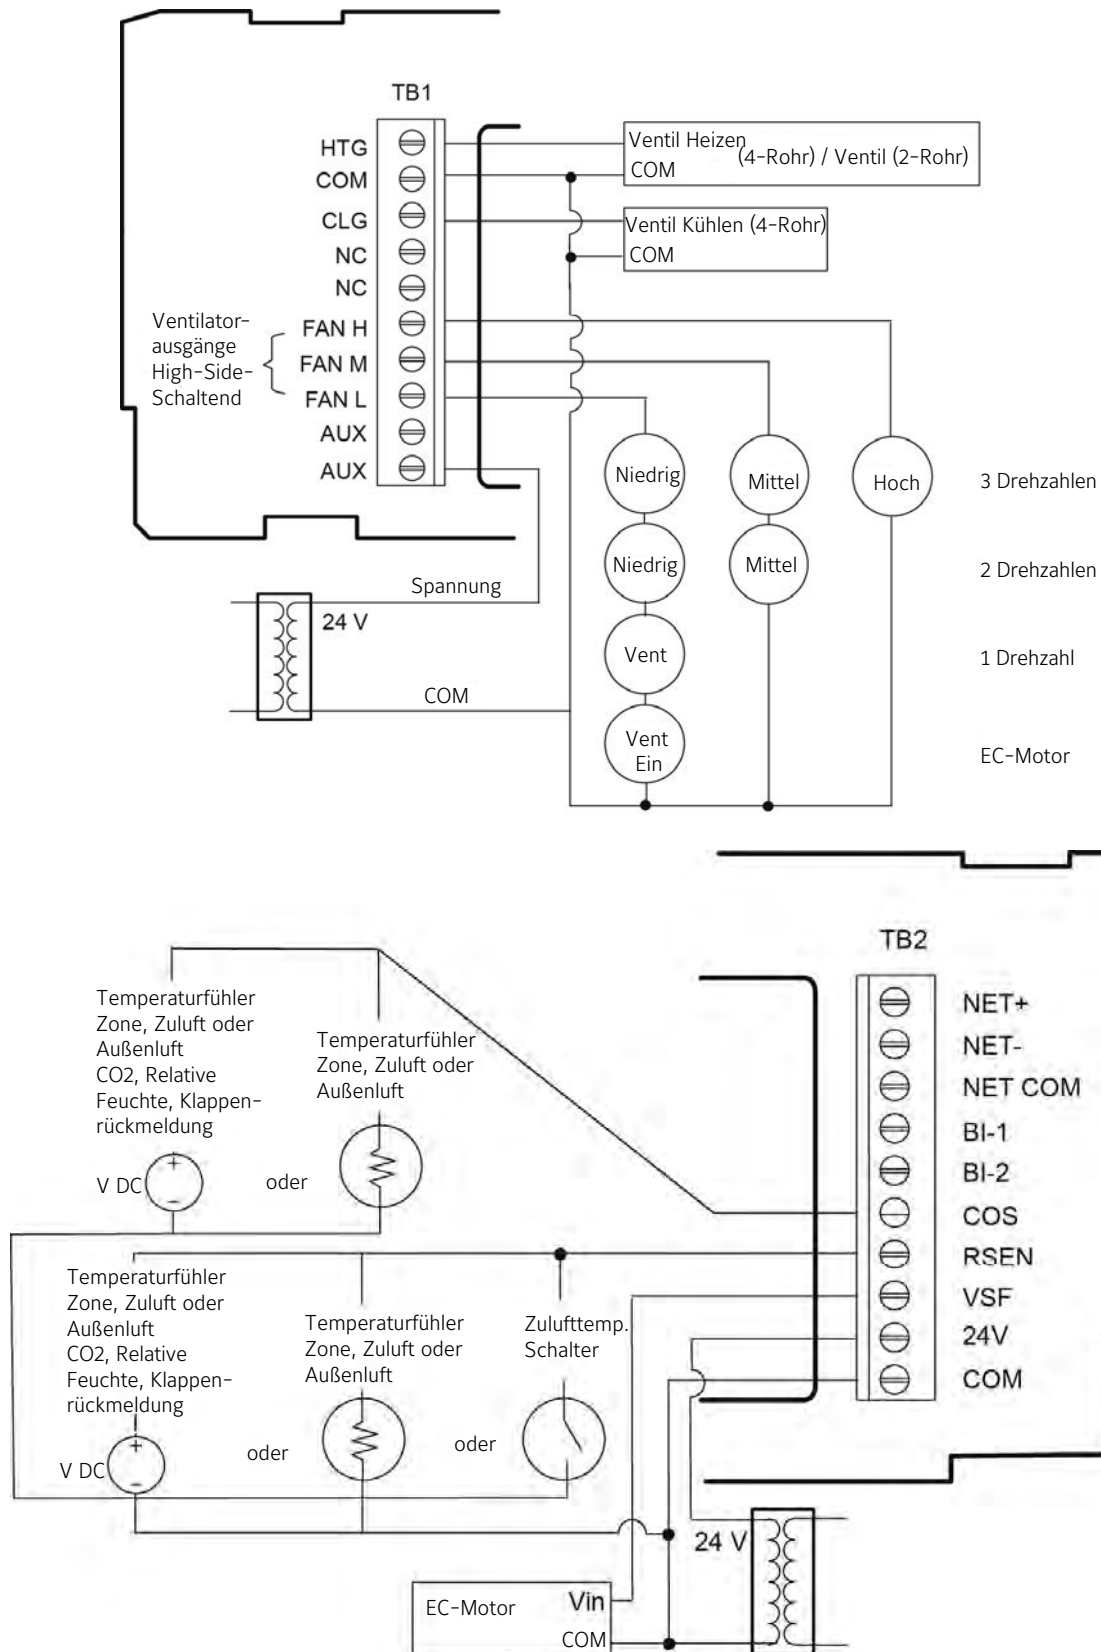 TB1
HTG
COM
CLG
NC
NC
FAN H
FAN M
FAN L
AUX
AUX
Ventilator-
ausgänge
High-Side-
Schaltend
Ventil Heizen
(4-Rohr) / Ventil (2-Rohr)
COM
Ventil Kühlen (4-Rohr)
COM
Niedrig
Mittel
Hoch
3 Drehzahlen
Niedrig
Mittel
2 Drehzahlen
Vent
1 Drehzahl
Vent
Ein
EC-Motor
Spannung
24 V
COM
TB2
NET+
NET-
NET COM
BI-1
BI-2
COS
RSEN
VSF
24V
COM
Temperaturfühler
Zone, Zuluft oder
Außenluft
CO2, Relative
Feuchte, Klappen-
rückmeldung
+
V DC
-
oder
Temperaturfühler
Zone, Zuluft oder
Außenluft
Temperaturfühler
Zone, Zuluft oder
Außenluft
CO2, Relative
Feuchte, Klappen-
rückmeldung
+
V DC
-
oder
Temperaturfühler
Zone, Zuluft oder
Außenluft
oder
Zulufttemp.
Schalter
24 V
EC-Motor
Vin
COM